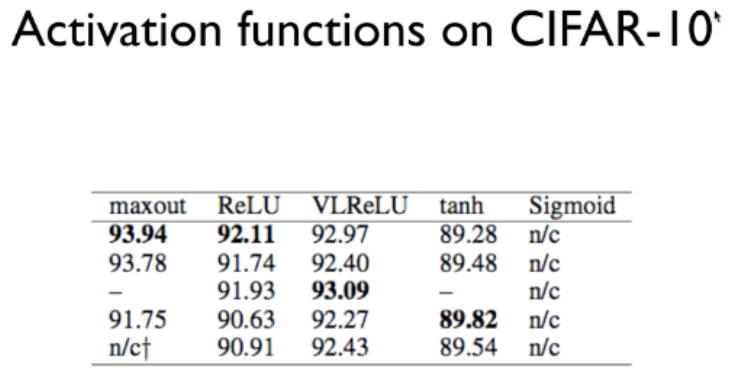 Activation functions on CIFAR-10*
maxout ReLU VLReLU tanh Sigmoid
93.94 92.11 92.97 89.28 n/c
93.78 91.74 92.40 89.48 n/c
– 91.93 93.09 – n/c
91.75 90.63 92.27 89.82 n/c
n/c† 90.91 92.43 89.54 n/c